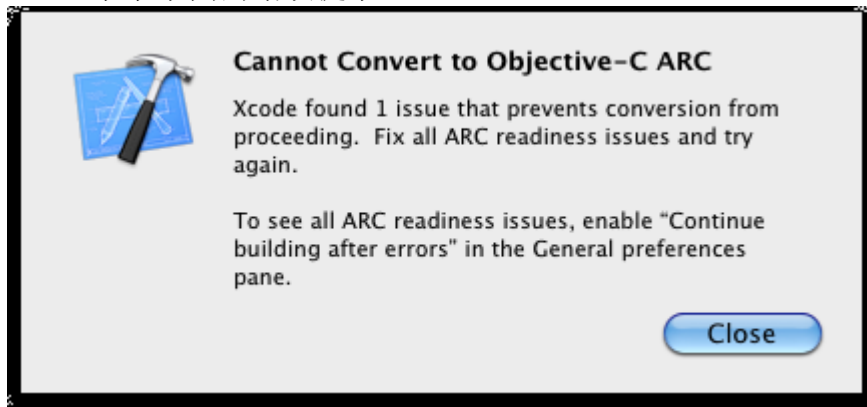 Cannot Convert to Objective-C ARC
Xcode found 1 issue that prevents conversion from
proceeding.  Fix all ARC readiness issues and try
again.
To see all ARC readiness issues, enable “Continue
building after errors” in the General preferences
pane.
Close